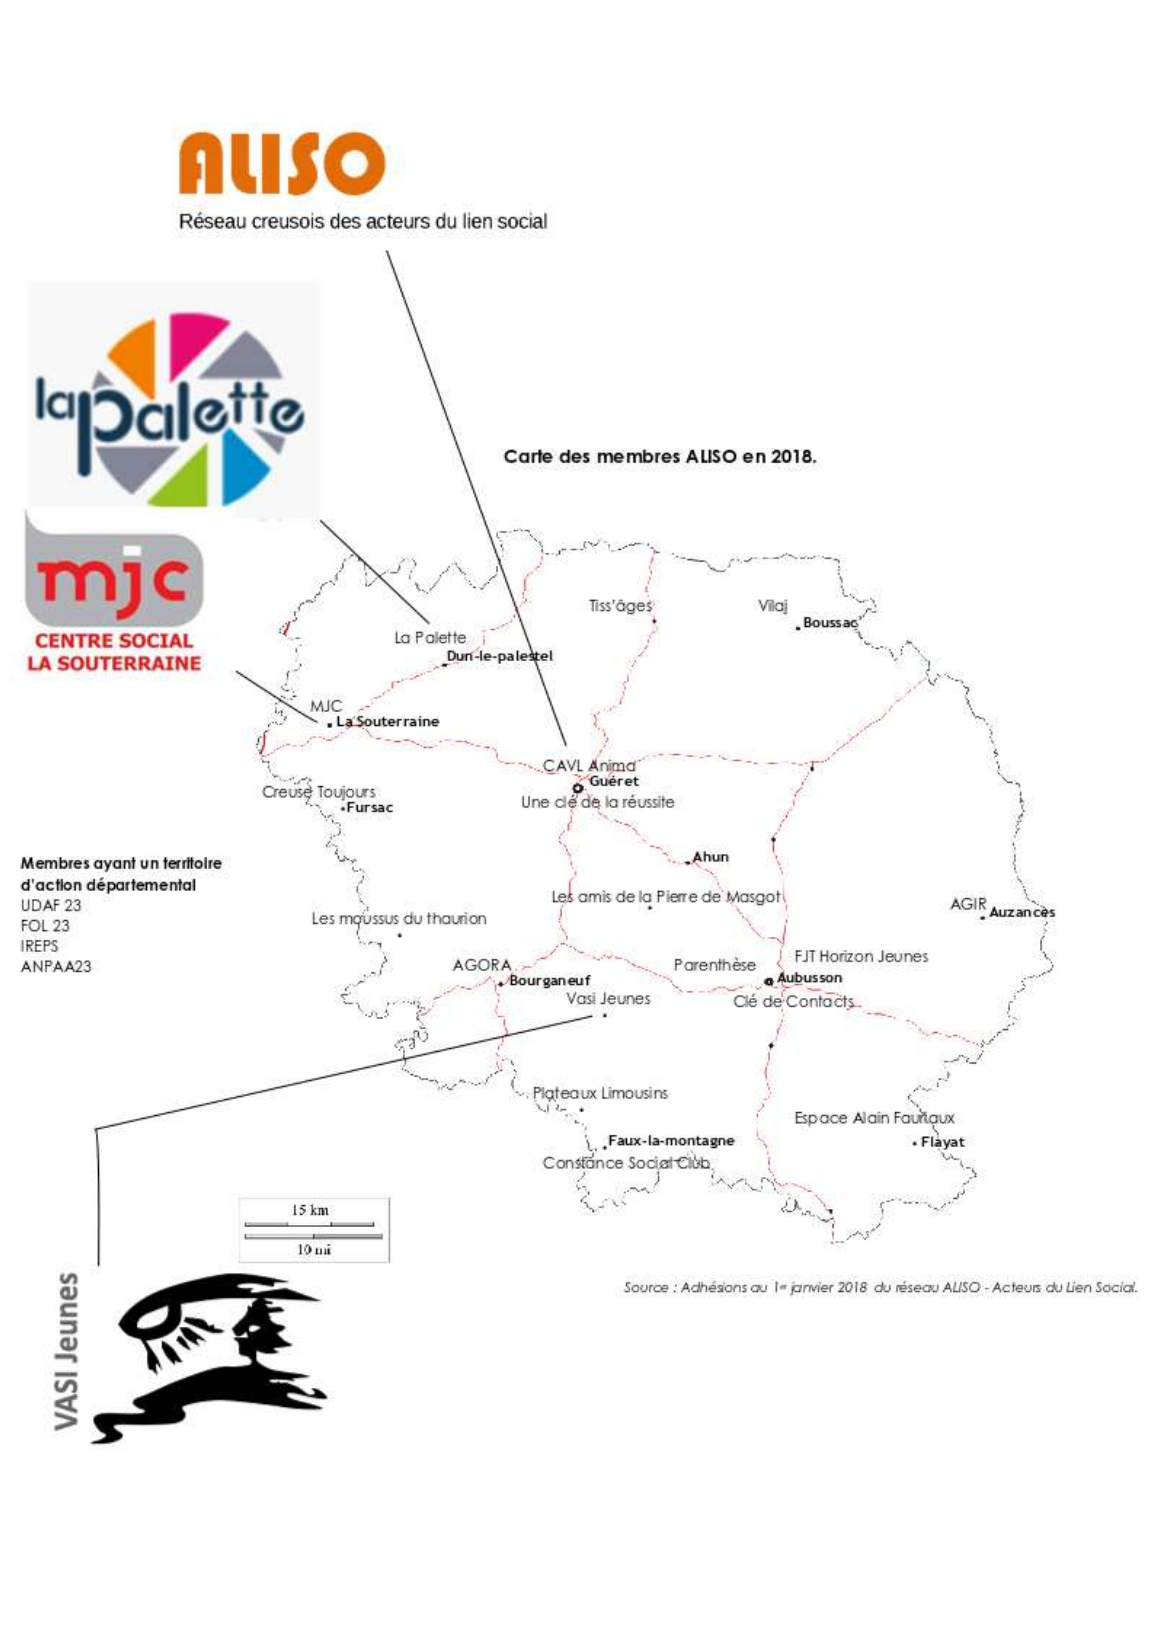 ALISO
Réseau creusois des acteurs du lien social
la palette
Carte des membres ALISO en 2018.
mjc
CENTRE SOCIAL
LA SOUTERRAINE
Tiss'âges
Vilaj
Boussac
La Palette
Dun-le-palestel
MJC
La Souterraine
CAVL Anima
Guéret
Une clé de la réussite
Creuse Toujours
Fursac
Membres ayant un territoire
d'action départemental
UDAF 23
FOL 23
IREPS
ANPAA23
Ahun
Les amis de la Pierre de Masgot
AGIR
Auzances
Les moussus du thaurion
AGORA
Bourganeuf
Parenthèse
FJT Horizon Jeunes
Aubusson
Vasi Jeunes
Clé de Contacts
Plateaux Limousins
Espace Alain Fauriaux
Faux-la-montagne
Flayat
Constance Social Club
15 km
10 mi
Source : Adhésions au 1er janvier 2018 du réseau ALISO - Acteurs du Lien Social.
VASI Jeunes